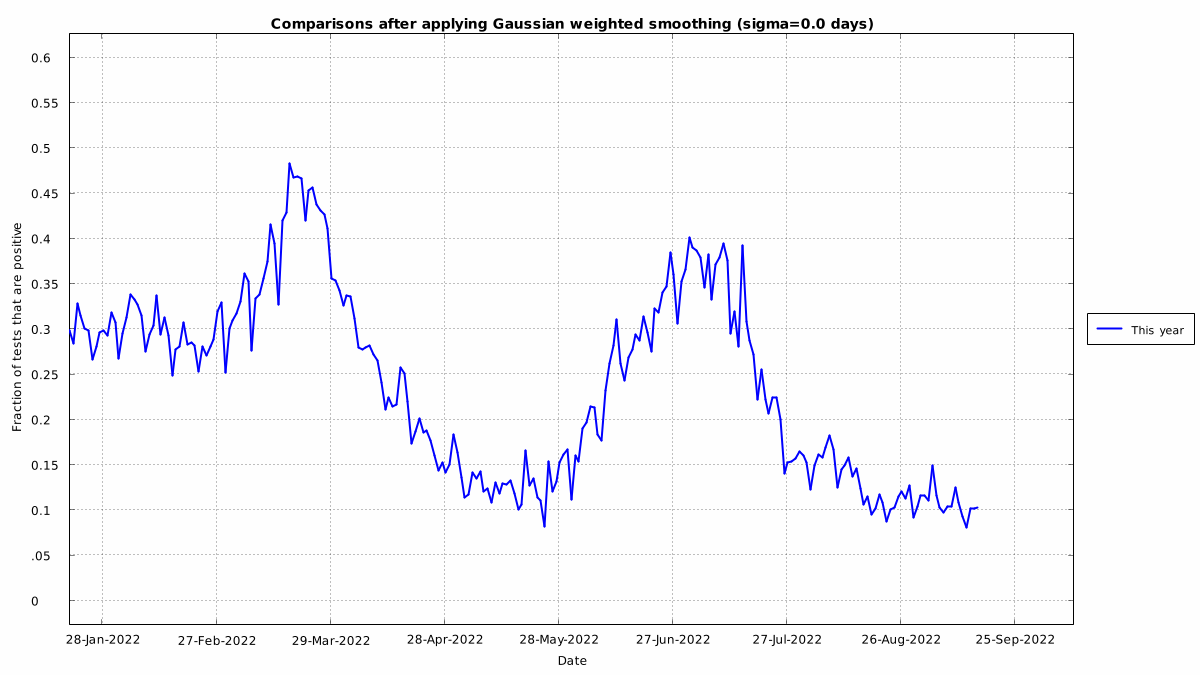 Comparisons after applying Gaussian weighted smoothing (sigma=0.0 days)
0.6
0.55
0.5
0.45
0.4
0.35
0.3
0.25
0.2
0.15
0.1
.05
0
Fraction of tests that are positive
28-Jan-2022 27-Feb-2022 29-Mar-2022 28-Apr-2022 28-May-2022 27-Jun-2022 27-Jul-2022 26-Aug-2022 25-Sep-2022
Date
This year